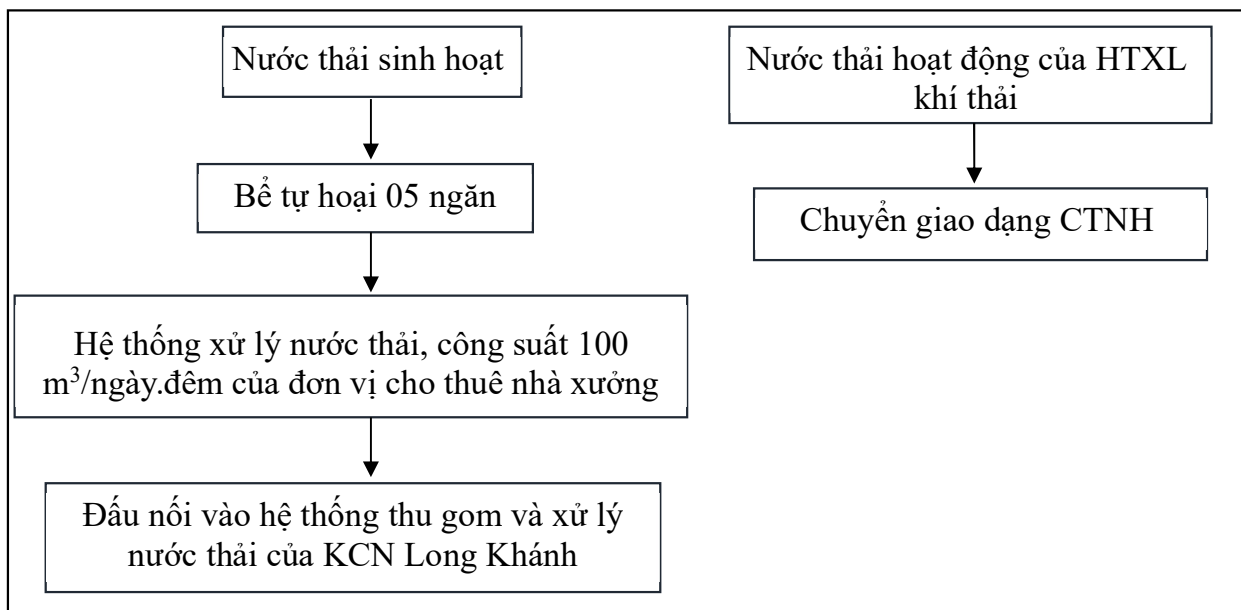 Nước thải sinh hoạt
Bể tự hoại 05 ngăn
Hệ thống xử lý nước thải, công suất 100
m³/ngày.đêm của đơn vị cho thuê nhà xưởng
Đấu nối vào hệ thống thu gom và xử lý
nước thải của KCN Long Khánh
Nước thải hoạt động của HTXL
khí thải
Chuyển giao dạng CTNH